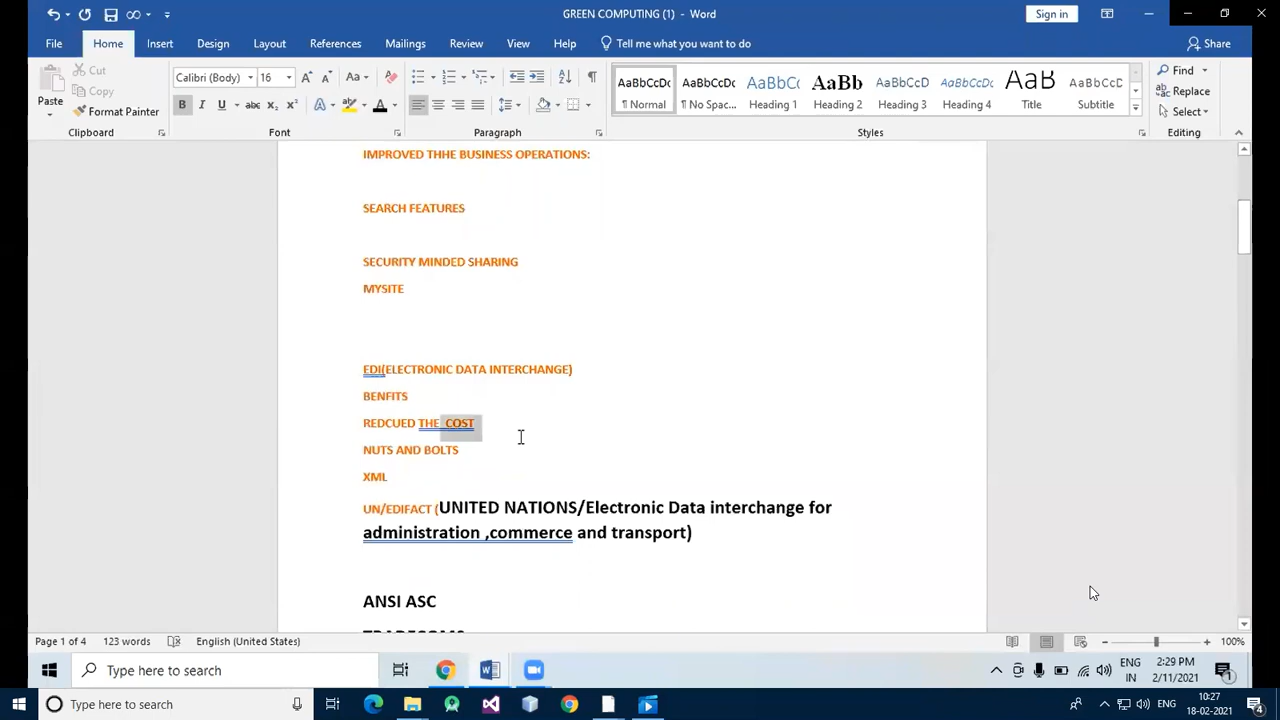 GREEN COMPUTING (1) - Word
Sign in
File Home Insert Design Layout References Mailings Review View Help Tell me what you want to do Share
Paste
Cut
Copy
Format Painter
Clipboard
Calibri (Body) 16
Font
Paragraph
AaBbCcDc AaBbCcDc AaBbC( AaBb AaBbCcD AaBbCcD AaB AaBbCcD
¶ Normal ¶ No Spac... Heading 1 Heading 2 Heading 3 Heading 4 Title Subtitle
Styles
Find
Replace
Select
Editing
IMPROVED THHE BUSINESS OPERATIONS:
SEARCH FEATURES
SECURITY MINDED SHARING
MYSITE
EDI(ELECTRONIC DATA INTERCHANGE)
BENFITS
REDCUED THE COST
NUTS AND BOLTS
XML
UN/EDIFACT (UNITED NATIONS/Electronic Data interchange for
administration ,commerce and transport)
ANSI ASC
Page 1 of 4 123 words English (United States) 100%
Type here to search
ENG
IN
2:29 PM
2/11/2021
1
Type here to search
ENG
10:27
18-02-2021
4